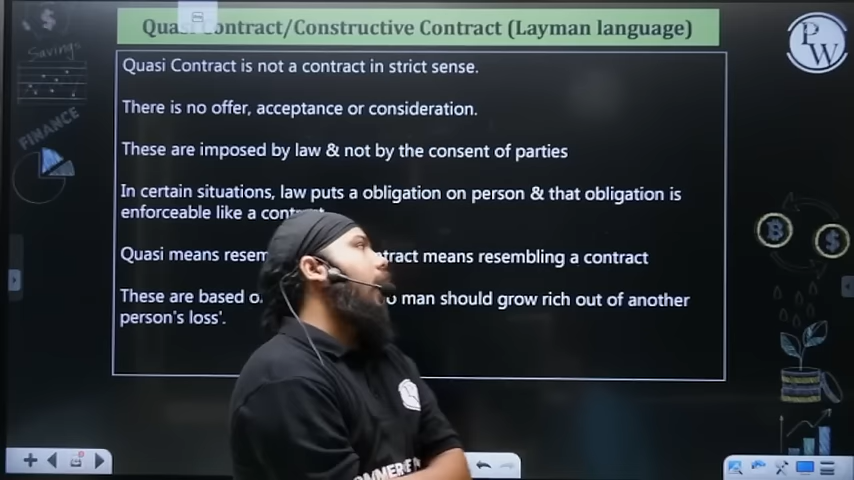 Quasi Contract/Constructive Contract (Layman language)
Savings
FINANCE
PW
Quasi Contract is not a contract in strict sense.
There is no offer, acceptance or consideration.
These are imposed by law & not by the consent of parties
In certain situations, law puts a obligation on person & that obligation is
enforceable like a
Quasi means means resembling a contract
These are based man should grow rich out of another
person's loss'.